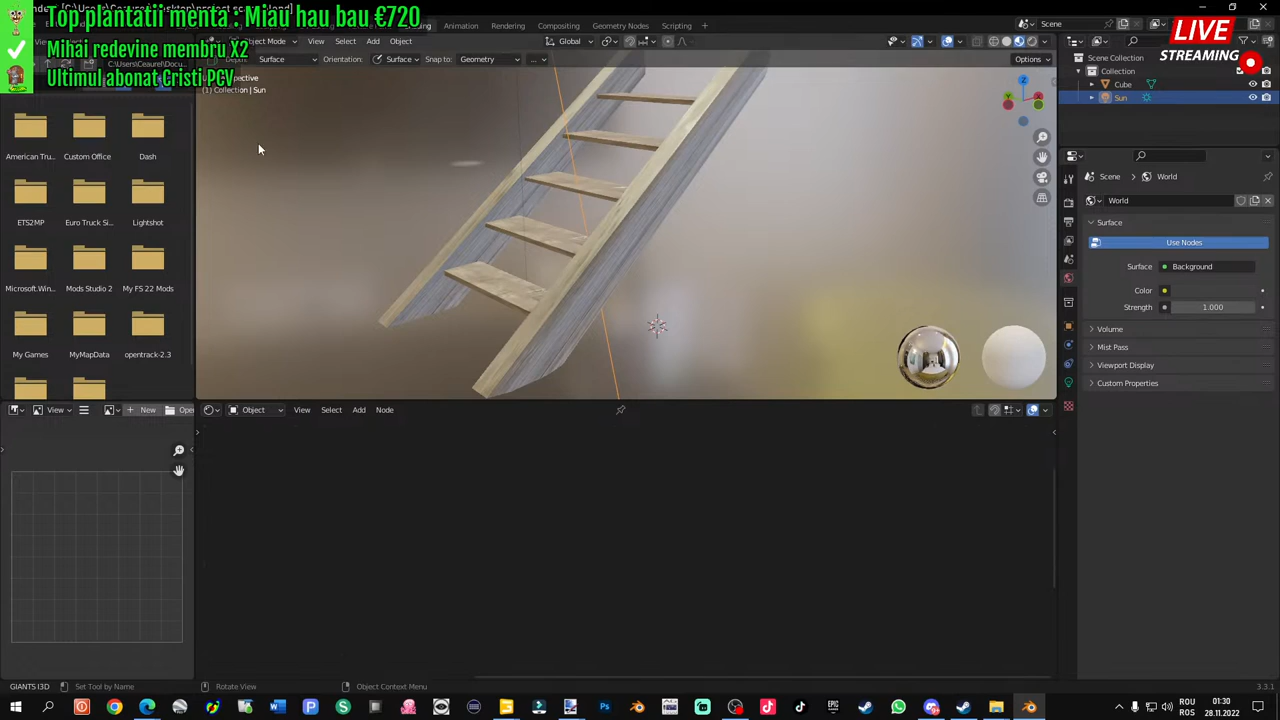 Top plantatii menta : Miau hau bau €720
Mihai redevine membru X2
Ultimul abonat Cristi PCV
LIVE
STREAMING
Compositing
Geometry Nodes
Scripting
Animation
Rendering
Scene
View Select Add Object
Global
Surface Orientation: Surface Snap to: Geometry ...
Options
(1) Collection | Sun
Scene Collection
Collection
Cube
Sun
American Tru... Custom Office Dash
Euro Truck Si... ETS2MP Lightshot
Microsoft.Win... Mods Studio 2 My FS 22 Mods
My Games MyMapData opentrack-2.3
Scene World
World
Surface
Use Nodes
Surface Background
Color
Strength 1.000
Volume
Mist Pass
Viewport Display
Custom Properties
View New Open
Object View Select Add Node
GIANTS I3D Set Tool by Name Rotate View Object Context Menu 3.3.1
ROU 01:30
ROS 28.11.2022